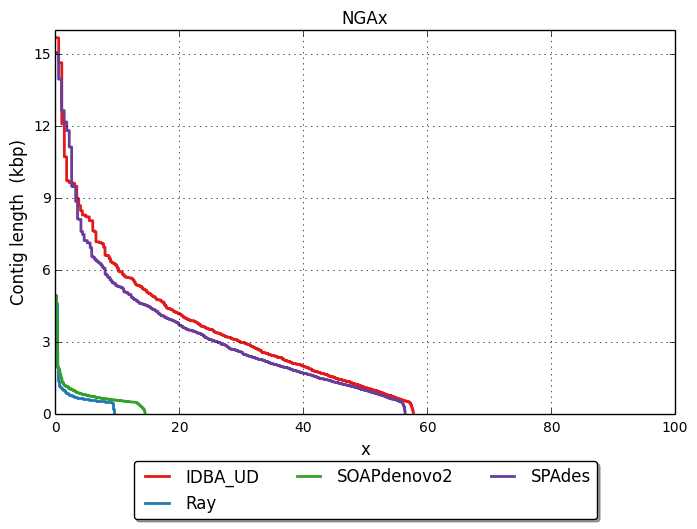 NGAx
15
12
9
6
3
0
Contig length  (kbp)
0 20 40 60 80 100
x
IDBA_UD SOAPdenovo2 SPAdes
Ray